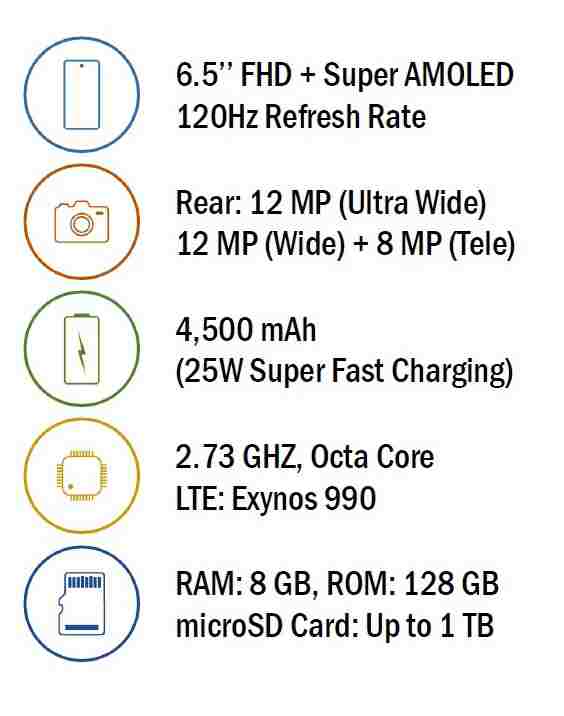 6.5’’ FHD + Super AMOLED
120Hz Refresh Rate
Rear: 12 MP (Ultra Wide)
12 MP (Wide) + 8 MP (Tele)
4,500 mAh
(25W Super Fast Charging)
2.73 GHZ, Octa Core
LTE: Exynos 990
RAM: 8 GB, ROM: 128 GB
microSD Card: Up to 1 TB